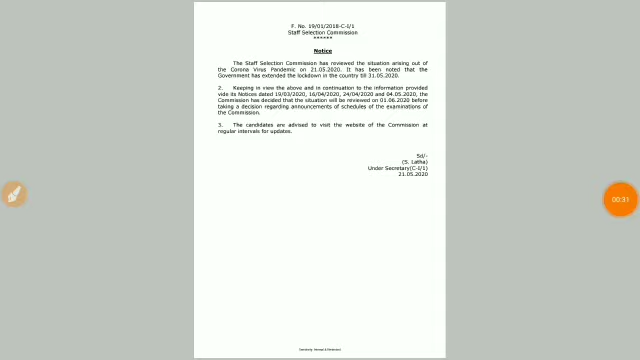 F. No. 19/01/2018-C-I/1
Staff Selection Commission
******
Notice
The Staff Selection Commission has reviewed the situation arising out of
the Corona Virus Pandemic on 21.05.2020. It has been noted that the
Government has extended the lockdown in the country till 31.05.2020.
2. Keeping in view the above and in continuation to the information provided
vide its Notices dated 19/03/2020, 16/04/2020, 24/04/2020 and 04.05.2020, the
Commission has decided that the situation will be reviewed on 01.06.2020 before
taking a decision regarding announcements of schedules of the examinations of
the Commission.
3. The candidates are advised to visit the website of the Commission at
regular intervals for updates.
Sd/-
(S. Latha)
Under Secretary(C-I/1)
21.05.2020
00:31